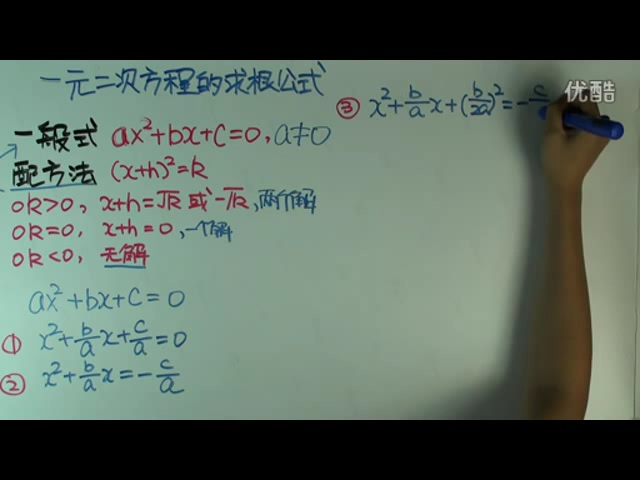 一元二次方程的求根公式
一般式 ax²+bx+c=0, a≠0
配方法 (x+h)²=k
○k>0, x+h=√k 或 -√k, 两个解
○k=0, x+h=0, 一个解
○k<0, 无解
ax²+bx+c=0
① x²+b/a x+c/a=0
② x²+b/a x=-c/a
③ x²+b/a x+(b/2a)²=-c
优酷